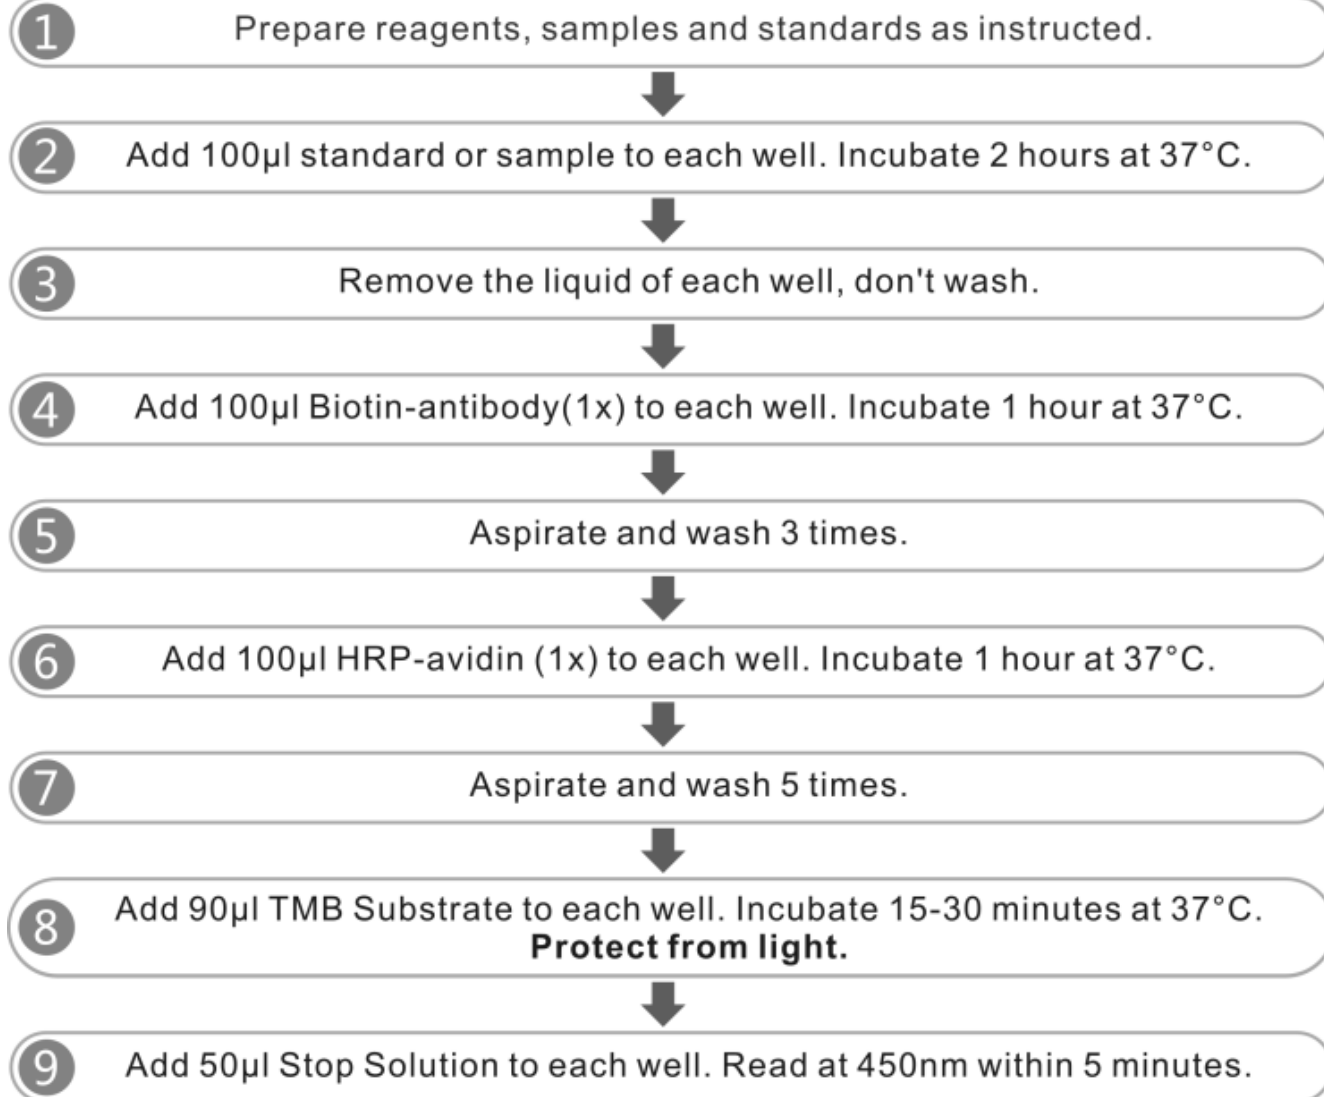 1 Prepare reagents, samples and standards as instructed.
2 Add 100µl standard or sample to each well. Incubate 2 hours at 37°C.
3 Remove the liquid of each well, don't wash.
4 Add 100µl Biotin-antibody(1x) to each well. Incubate 1 hour at 37°C.
5 Aspirate and wash 3 times.
6 Add 100µl HRP-avidin (1x) to each well. Incubate 1 hour at 37°C.
7 Aspirate and wash 5 times.
8 Add 90µl TMB Substrate to each well. Incubate 15-30 minutes at 37°C.
Protect from light.
9 Add 50µl Stop Solution to each well. Read at 450nm within 5 minutes.